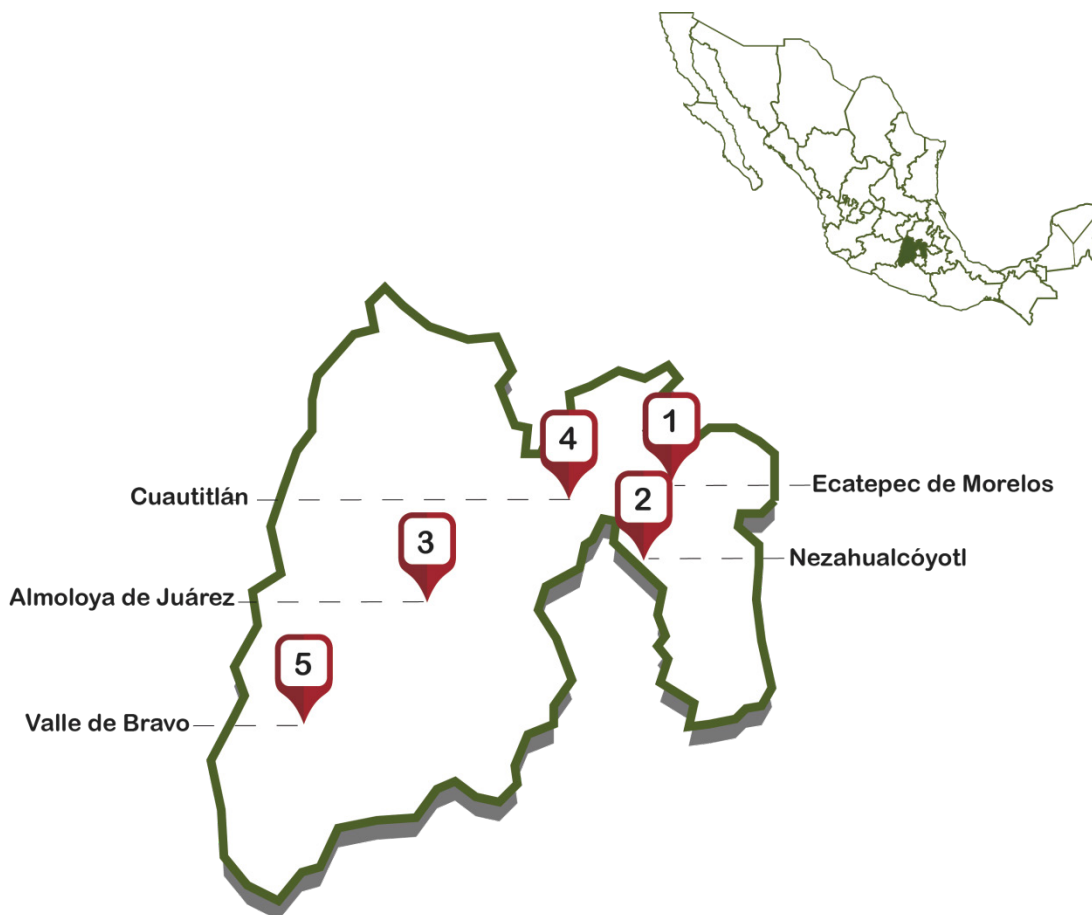 1
4
Cuautitlán
Ecatepec de Morelos
2
3
Nezahualcóyotl
Almoloya de Juárez
5
Valle de Bravo